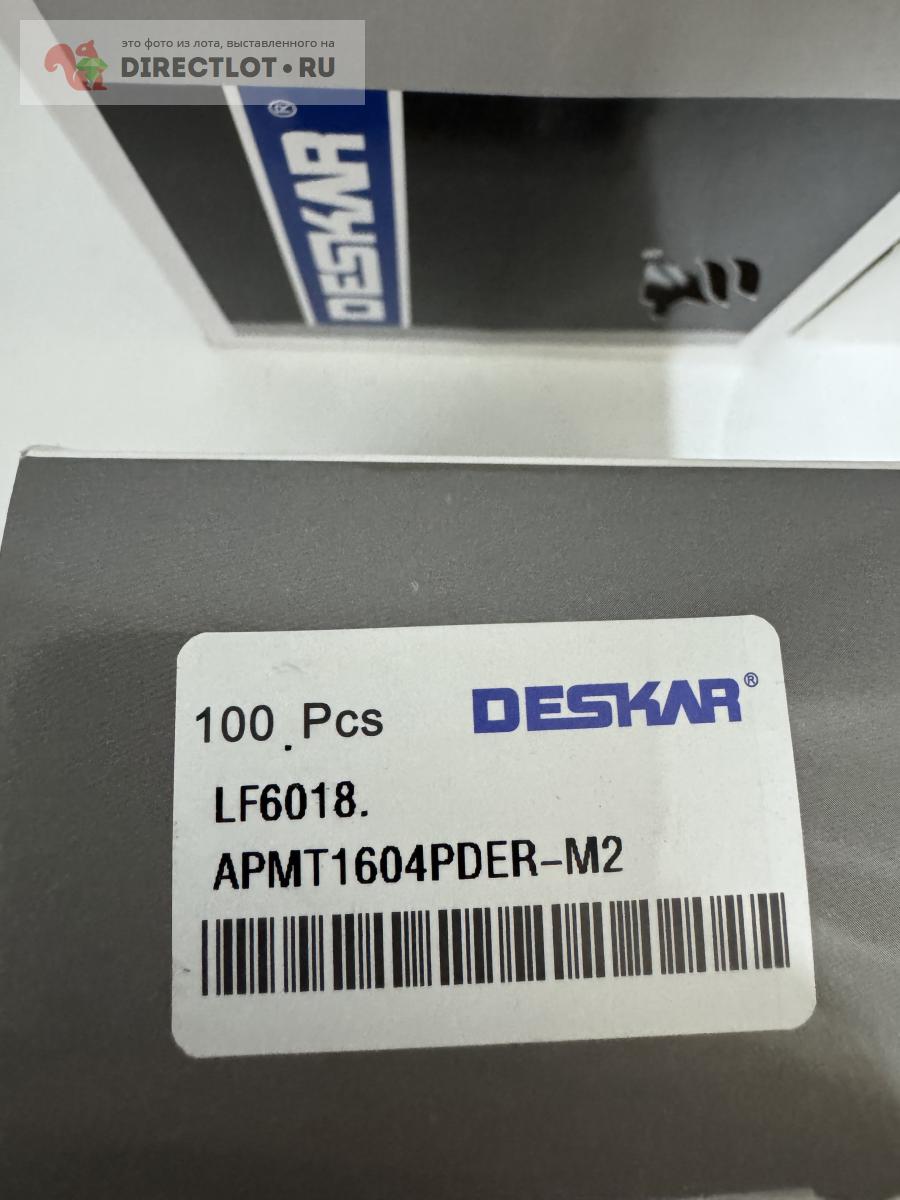 это фото из лота, выставленного на
DIRECTLOT•RU
DESKAR®
100 Pcs
DESKAR®
LF6018.
APMT1604PDER-M2